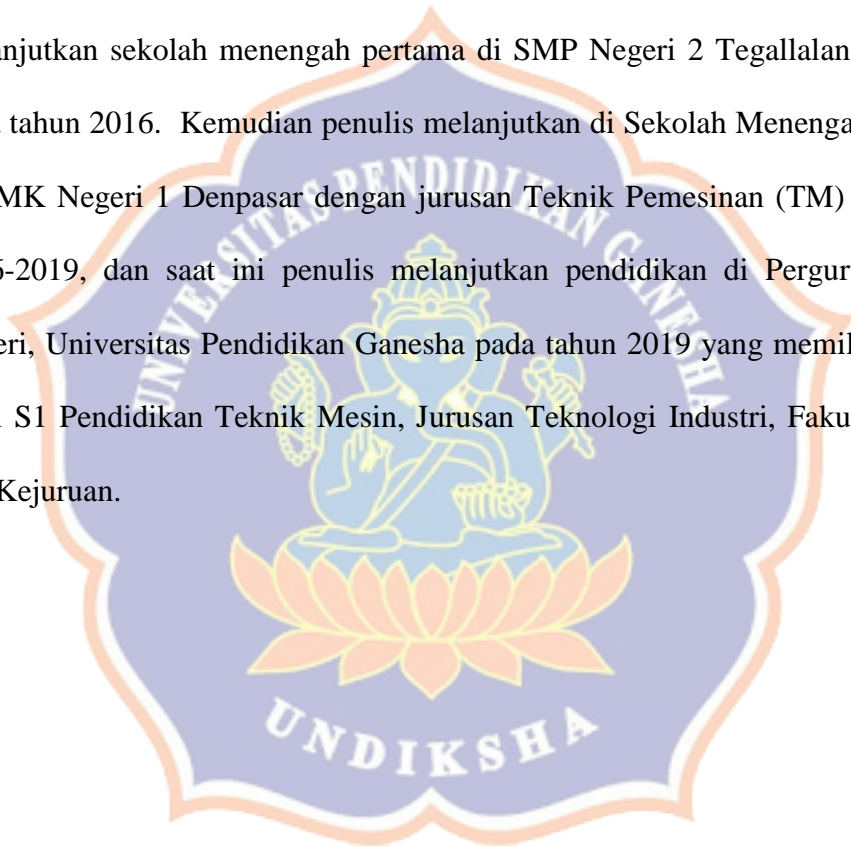 njutkan sekolah menengah pertama di SMP Negeri 2 Tegallalan
tahun 2016. Kemudian penulis melanjutkan di Sekolah Menenga
MK Negeri 1 Denpasar dengan jurusan Teknik Pemesinan (TM)
-2019, dan saat ini penulis melanjutkan pendidikan di Pergur
eri, Universitas Pendidikan Ganesha pada tahun 2019 yang memil
S1 Pendidikan Teknik Mesin, Jurusan Teknologi Industri, Faku
Kejuruan.
UNIVERSITAS PENDIDIKAN GANESHA
UNDIKSHA